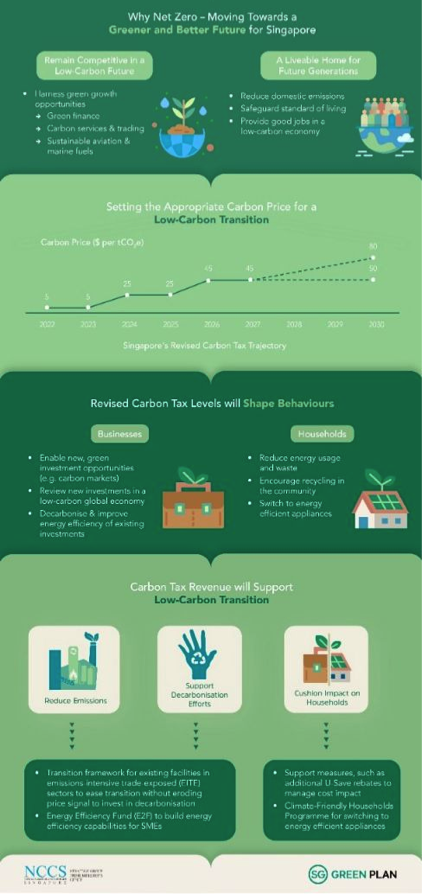 Why Net Zero – Moving Towards a
Greener and Better Future for Singapore
Remain Competitive in a
Low-Carbon Future
• Harness green growth
opportunities
→ Green finance
→ Carbon services & trading
→ Sustainable aviation &
marine fuels
A Liveable Home for
Future Generations
• Reduce domestic emissions
• Safeguard standard of living
• Provide good jobs in a
low-carbon economy
Setting the Appropriate Carbon Price for a
Low-Carbon Transition
Carbon Price ($ per tCO₂e)
5 5 25 25 45 45 80 50
2022 2023 2024 2025 2026 2027 2028 2029 2030
Singapore's Revised Carbon Tax Trajectory
Revised Carbon Tax Levels will Shape Behaviours
Businesses
• Enable new, green
investment opportunities
(e.g. carbon markets)
• Review new investments in a
low-carbon global economy
• Decarbonise & improve
energy efficiency of existing
investments
Households
• Reduce energy usage
and waste
• Encourage recycling in
the community
• Switch to energy
efficient appliances
Carbon Tax Revenue will Support
Low-Carbon Transition
Reduce Emissions
Support
Decarbonisation
Efforts
Cushion Impact on
Households
• Transition framework for existing facilities in
emissions intensive trade exposed (EITE)
sectors to ease transition without eroding
price signal to invest in decarbonisation
• Energy Efficiency Fund (E2F) to build energy
efficiency capabilities for SMEs
• Support measures, such as
additional U-Save rebates to
manage cost impact
• Climate-Friendly Households
Programme for switching to
energy efficient appliances
NCCS
SINGAPORE
SG GREEN PLAN